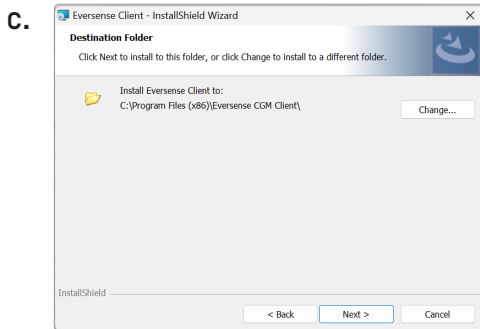 C.
Eversense Client - InstallShield Wizard
Destination Folder
Click Next to install to this folder, or click Change to install to a different folder.
Install Eversense Client to:
C:\Program Files (x86)\Eversense CGM Client\
Change...
InstallShield
< Back Next > Cancel